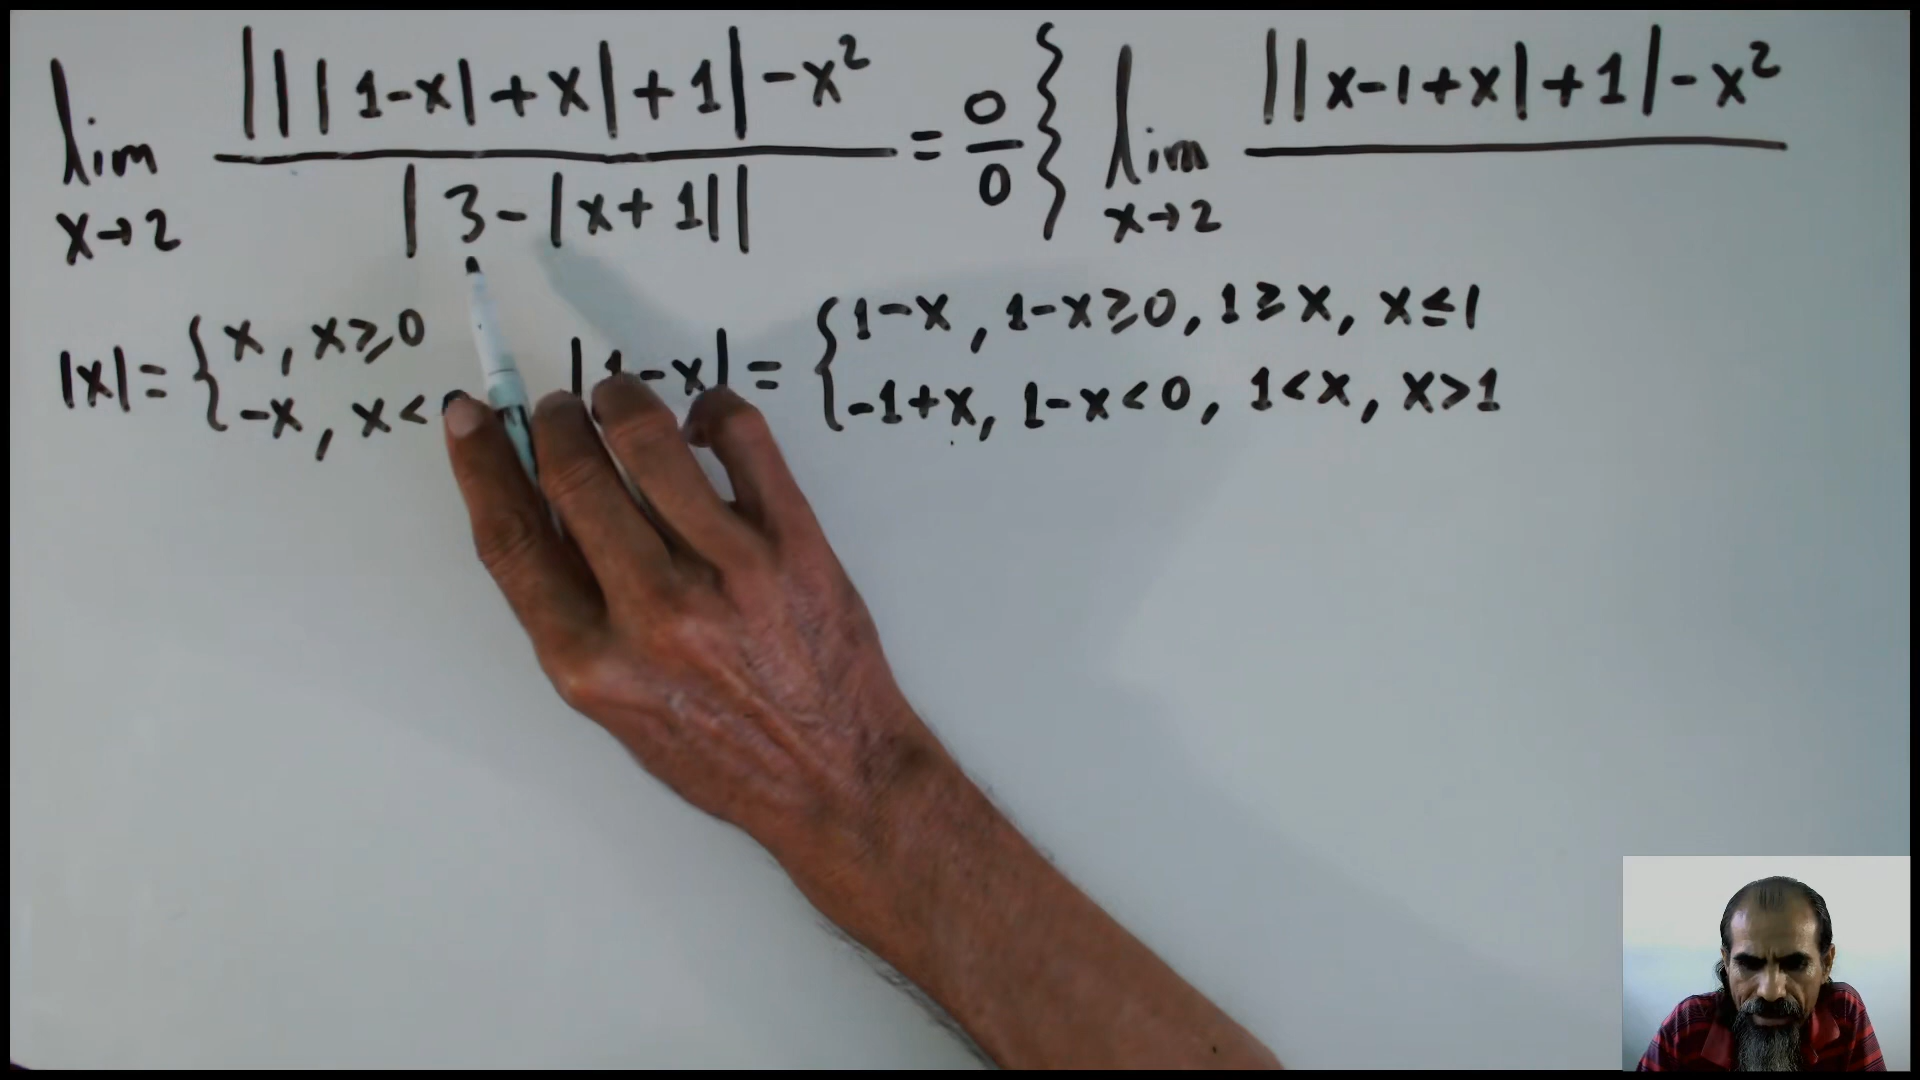 lim x→2 ||| 1-x|+x|+1|-x² / |3-|x+1|| = 0/0 { lim x→2 ||x-1+x|+1|-x²
|x|= { x, x≥0 |1-x| = { 1-x, 1-x≥0, 1≥x, x≤1
-x, x< -1+x, 1-x<0, 1<x, x>1